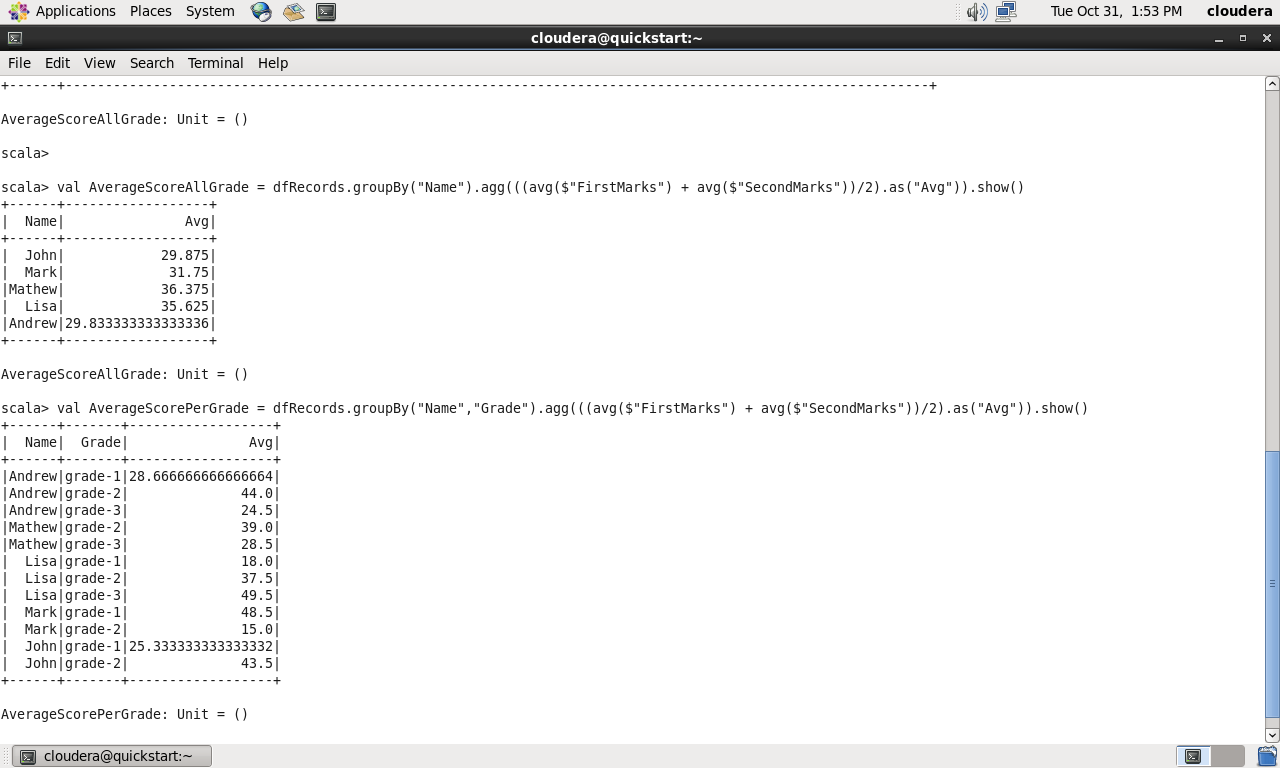 Applications Places System Tue Oct 31, 1:53 PM cloudera
cloudera@quickstart:~
File Edit View Search Terminal Help
+------+------------------------------------------------------------------------------------------------------------+
AverageScoreAllGrade: Unit = ()
scala>
scala> val AverageScoreAllGrade = dfRecords.groupBy("Name").agg(((avg($"FirstMarks") + avg($"SecondMarks"))/2).as("Avg")).show()
+------+------------------+
|  Name|               Avg|
+------+------------------+
|  John|            29.875|
|  Mark|             31.75|
|Mathew|            36.375|
|  Lisa|            35.625|
|Andrew|29.833333333333336|
+------+------------------+
AverageScoreAllGrade: Unit = ()
scala> val AverageScorePerGrade = dfRecords.groupBy("Name","Grade").agg(((avg($"FirstMarks") + avg($"SecondMarks"))/2).as("Avg")).show()
+------+-------+------------------+
|  Name|  Grade|               Avg|
+------+-------+------------------+
|Andrew|grade-1|28.666666666666664|
|Andrew|grade-2|              44.0|
|Andrew|grade-3|              24.5|
|Mathew|grade-2|              39.0|
|Mathew|grade-3|              28.5|
|  Lisa|grade-1|              18.0|
|  Lisa|grade-2|              37.5|
|  Lisa|grade-3|              49.5|
|  Mark|grade-1|              48.5|
|  Mark|grade-2|              15.0|
|  John|grade-1|25.333333333333332|
|  John|grade-2|              43.5|
+------+-------+------------------+
AverageScorePerGrade: Unit = ()
cloudera@quickstart:~